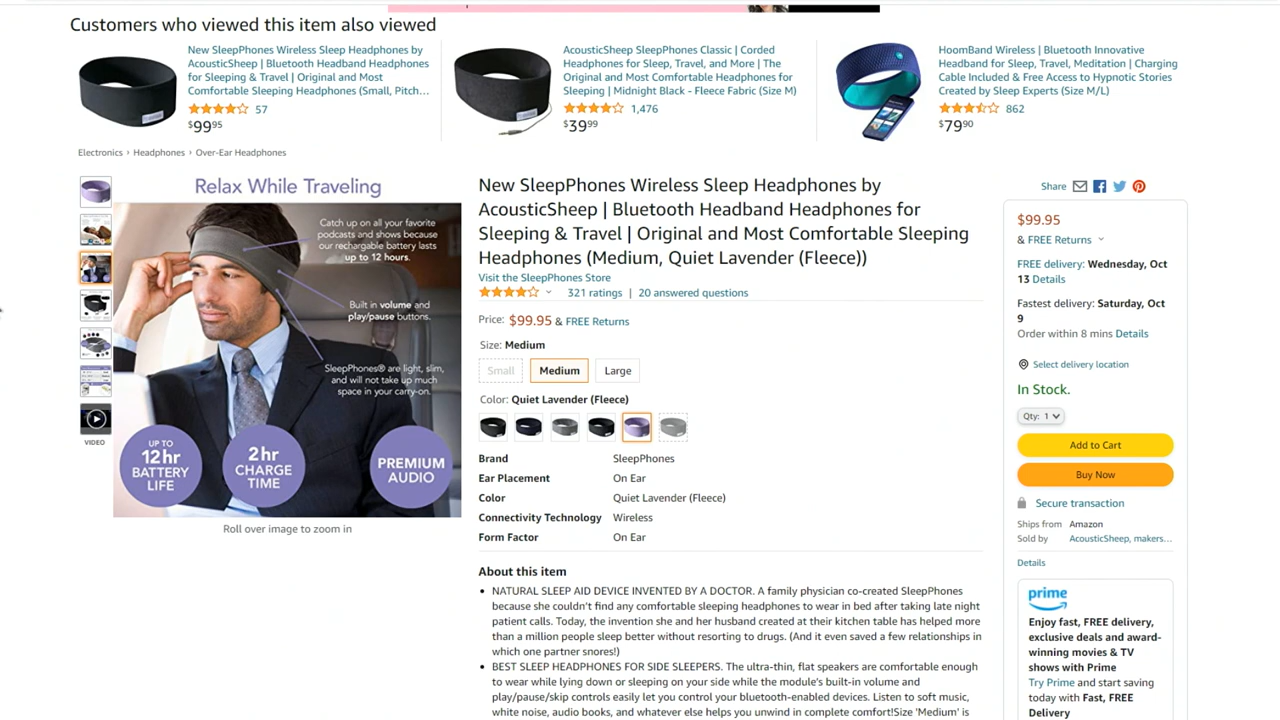 Customers who viewed this item also viewed
New SleepPhones Wireless Sleep Headphones by
AcousticSheep | Bluetooth Headband Headphones
for Sleeping & Travel | Original and Most
Comfortable Sleeping Headphones (Small, Pitch…
57
$99.95
AcousticSheep SleepPhones Classic | Corded
Headphones for Sleep, Travel, and More | The
Original and Most Comfortable Headphones for
Sleeping | Midnight Black - Fleece Fabric (Size M)
1,476
$39.99
HoomBand Wireless | Bluetooth Innovative
Headband for Sleep, Travel, Meditation | Charging
Cable Included & Free Access to Hypnotic Stories
Created by Sleep Experts (Size M/L)
862
$79.90
Electronics › Headphones › Over-Ear Headphones
Relax While Traveling
Catch up on all your favorite
podcasts and shows because
our rechargable battery lasts
up to 12 hours.
Built in volume and
play/pause buttons.
SleepPhones® are light, slim,
and will not take up much
space in your carry-on.
UP TO
12hr
BATTERY
LIFE
2hr
CHARGE
TIME
PREMIUM
AUDIO
VIDEO
Roll over image to zoom in
New SleepPhones Wireless Sleep Headphones by
AcousticSheep | Bluetooth Headband Headphones for
Sleeping & Travel | Original and Most Comfortable Sleeping
Headphones (Medium, Quiet Lavender (Fleece))
Visit the SleepPhones Store
321 ratings | 20 answered questions
Price: $99.95 & FREE Returns
Size: Medium
Small Medium Large
Color: Quiet Lavender (Fleece)
Brand SleepPhones
Ear Placement On Ear
Color Quiet Lavender (Fleece)
Connectivity Technology Wireless
Form Factor On Ear
About this item
• NATURAL SLEEP AID DEVICE INVENTED BY A DOCTOR. A family physician co-created SleepPhones
because she couldn't find any comfortable sleeping headphones to wear in bed after taking late night
patient calls. Today, the invention she and her husband created at their kitchen table has helped more
than a million people sleep better without resorting to drugs. (And it even saved a few relationships in
which one partner snores!)
• BEST SLEEP HEADPHONES FOR SIDE SLEEPERS. The ultra-thin, flat speakers are comfortable enough
to wear while lying down or sleeping on your side while the module's built-in volume and
play/pause/skip controls easily let you control your bluetooth-enabled devices. Listen to soft music,
white noise, audio books, and whatever else helps you unwind in complete comfort!Size 'Medium' is
Share
$99.95
& FREE Returns
FREE delivery: Wednesday, Oct
13 Details
Fastest delivery: Saturday, Oct
9
Order within 8 mins Details
Select delivery location
In Stock.
Qty: 1
Add to Cart
Buy Now
Secure transaction
Ships from Amazon
Sold by AcousticSheep, makers…
Details
prime
Enjoy fast, FREE delivery,
exclusive deals and award-
winning movies & TV
shows with Prime
Try Prime and start saving
today with Fast, FREE
Delivery